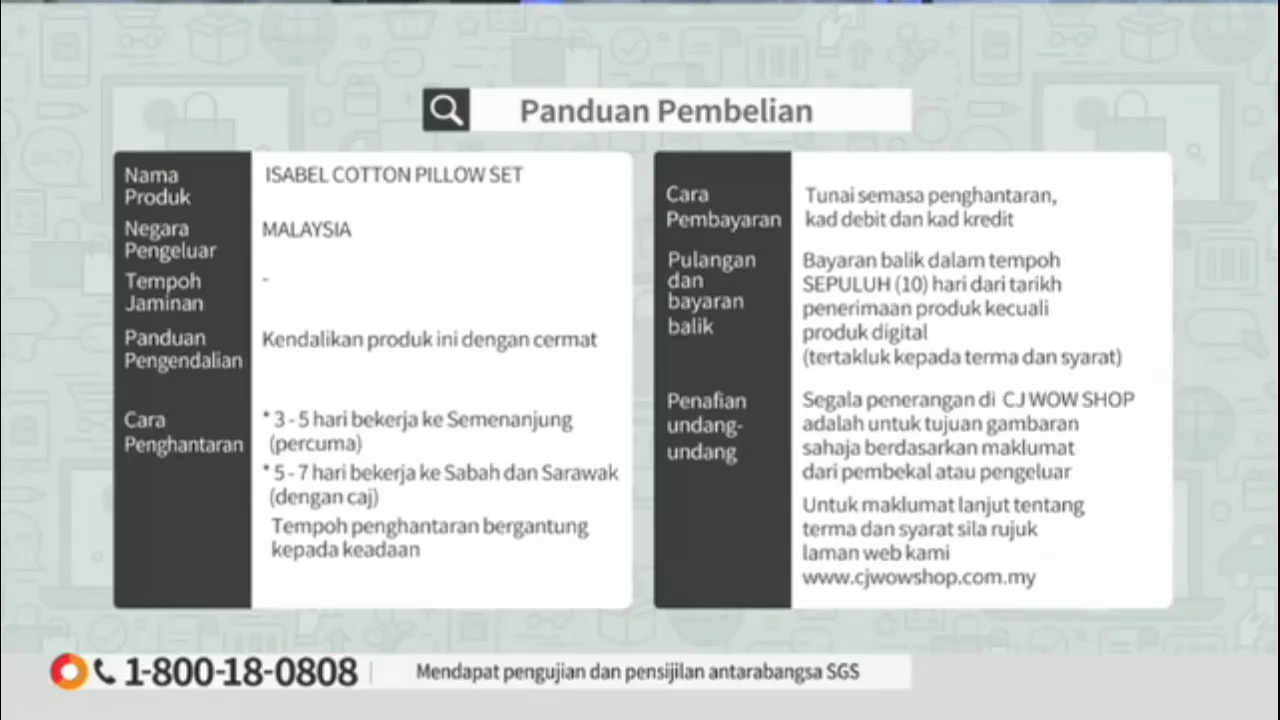 Panduan Pembelian
Nama
Produk
ISABEL COTTON PILLOW SET
Negara
Pengeluar
MALAYSIA
Tempoh
Jaminan
-
Panduan
Pengendalian
Kendalikan produk ini dengan cermat
Cara
Penghantaran
* 3 - 5 hari bekerja ke Semenanjung
(percuma)
* 5 - 7 hari bekerja ke Sabah dan Sarawak
(dengan caj)
Tempoh penghantaran bergantung
kepada keadaan
Cara
Pembayaran
Tunai semasa penghantaran,
kad debit dan kad kredit
Pulangan
dan
bayaran
balik
Bayaran balik dalam tempoh
SEPULUH (10) hari dari tarikh
penerimaan produk kecuali
produk digital
(tertakluk kepada terma dan syarat)
Penafian
undang-
undang
Segala penerangan di CJ WOW SHOP
adalah untuk tujuan gambaran
sahaja berdasarkan maklumat
dari pembekal atau pengeluar
Untuk maklumat lanjut tentang
terma dan syarat sila rujuk
laman web kami
www.cjwowshop.com.my
1-800-18-0808
Mendapat pengujian dan pensijilan antarabangsa SGS